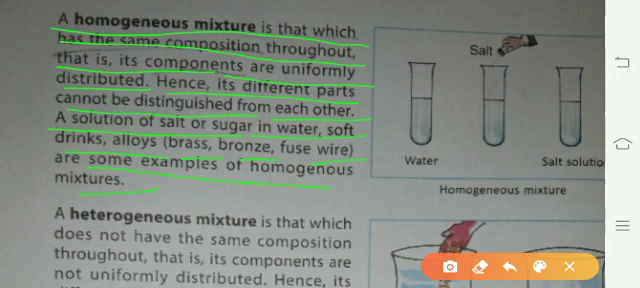 A homogeneous mixture is that which
has the same composition throughout,
that is, its components are uniformly
distributed. Hence, its different parts
cannot be distinguished from each other.
A solution of salt or sugar in water, soft
drinks, alloys (brass, bronze, fuse wire)
are some examples of homogenous
mixtures.
Salt
Water
Salt solutio
Homogeneous mixture
A heterogeneous mixture is that which
does not have the same composition
throughout, that is, its components are
not uniformly distributed. Hence, its